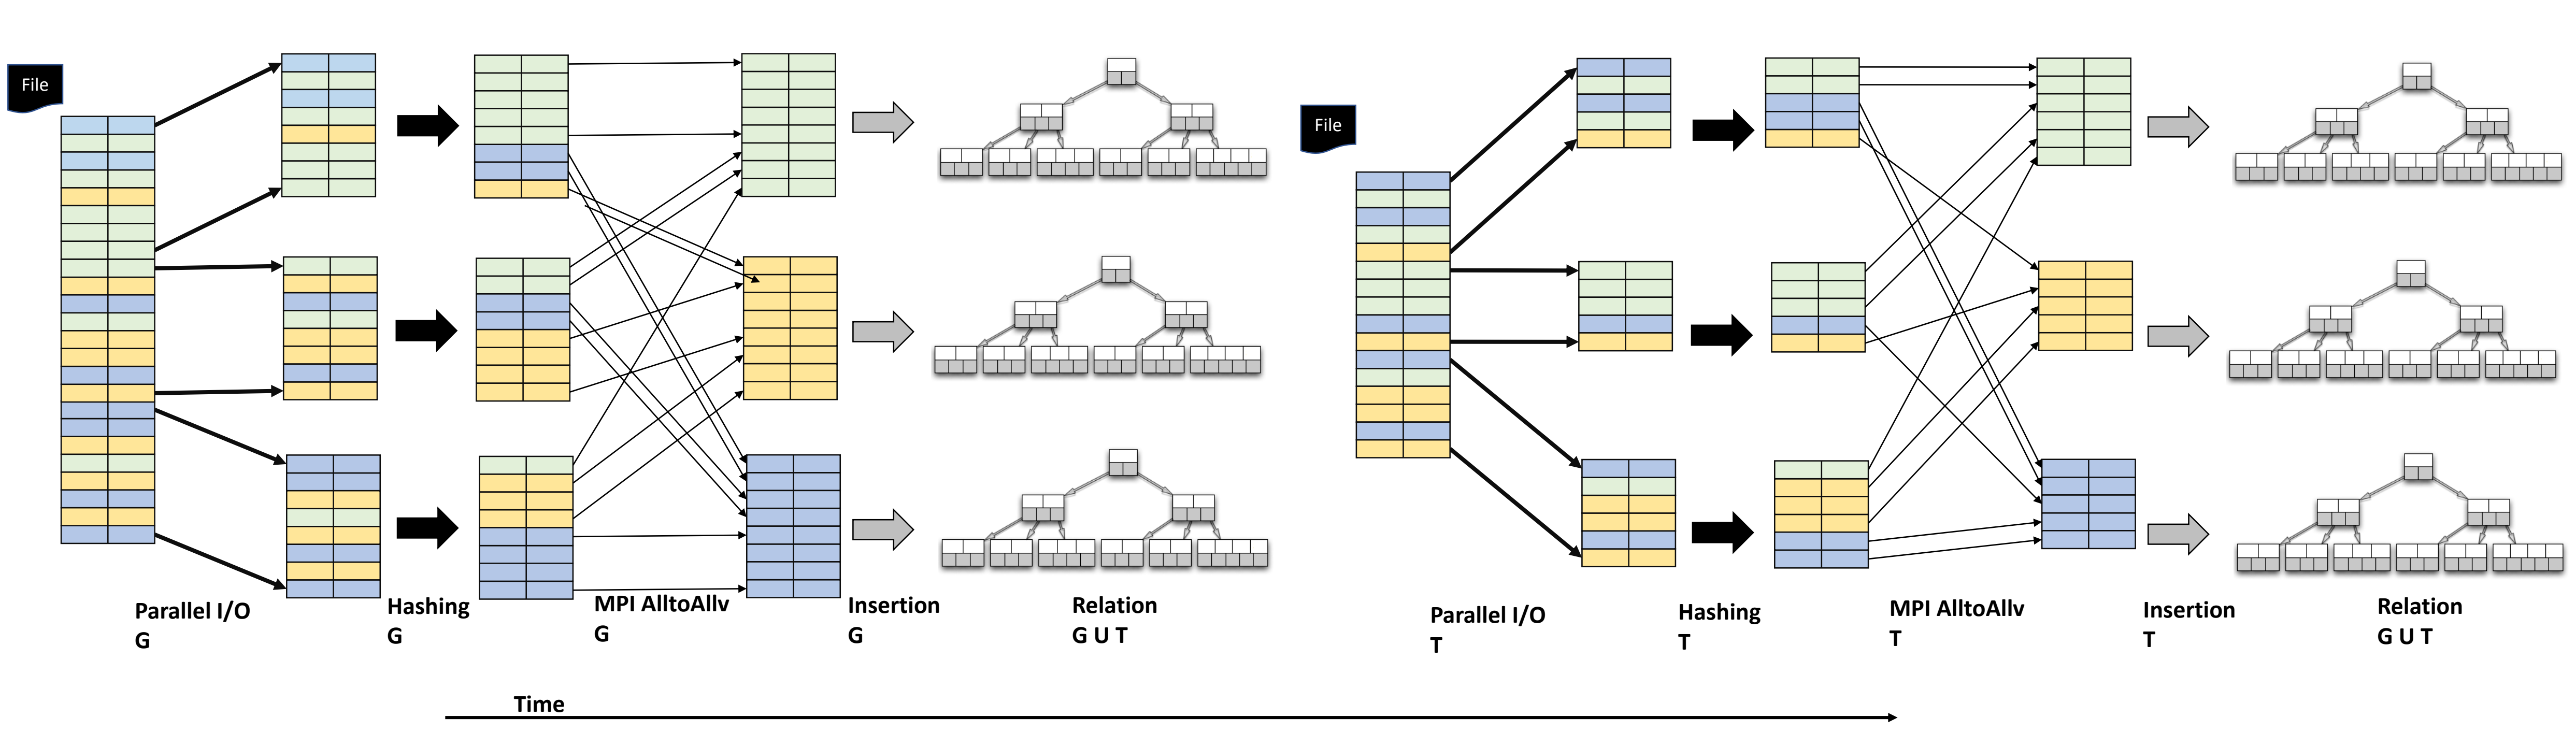 File
File
Parallel I/O
G
Hashing
G
MPI AlltoAllv
G
Insertion
G
Relation
G U T
Parallel I/O
T
Hashing
T
MPI AlltoAllv
T
Insertion
T
Relation
G U T
Time